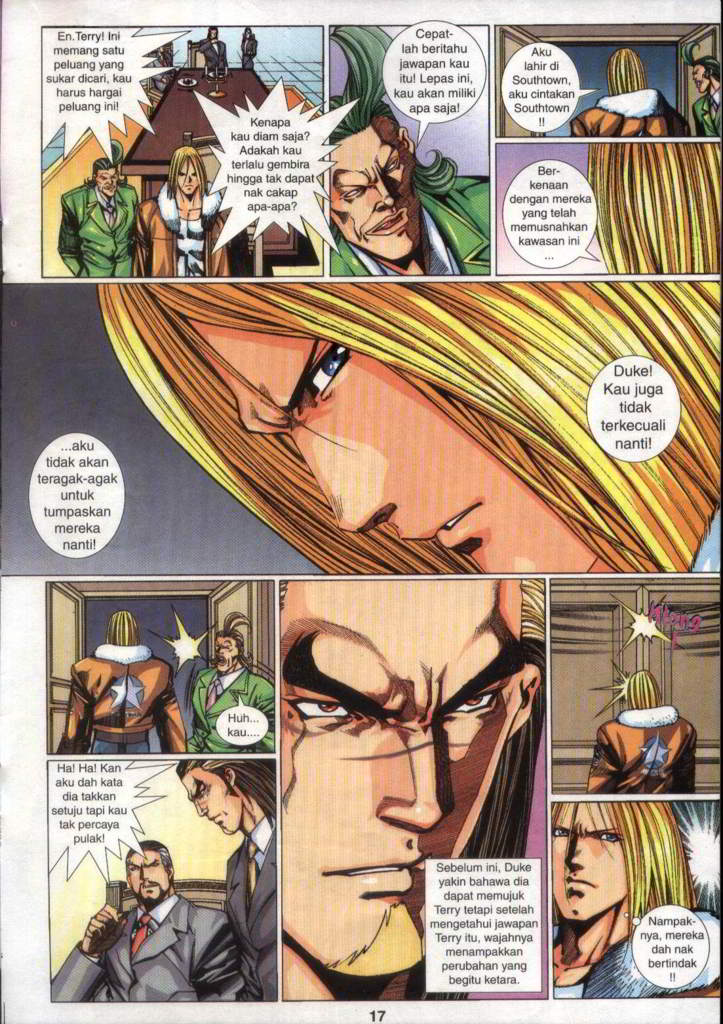 En.Terry! Ini
memang satu
peluang yang
sukar dicari, kau
harus hargai
peluang ini!
Kenapa
kau diam saja?
Adakah kau
terlalu gembira
hingga tak dapat
nak cakap
apa-apa?
Cepat-
lah beritahu
jawapan kau
itu! Lepas ini,
kau akan miliki
apa saja!
Aku
lahir di
Southtown,
aku cintakan
Southtown
!!
Ber-
kenaan
dengan mereka
yang telah
memusnahkan
kawasan ini
...
Duke!
Kau juga
tidak
terkecuali
nanti!
...aku
tidak akan
teragak-agak
untuk
tumpaskan
mereka
nanti!
Huh...
kau....
Ha! Ha! Kan
aku dah kata
dia takkan
setuju tapi kau
tak percaya
pulak!
Sebelum ini, Duke
yakin bahawa dia
dapat memujuk
Terry tetapi setelah
mengetahui jawapan
Terry itu, wajahnya
menampakkan
perubahan yang
begitu ketara.
Nampak-
nya, mereka
dah nak
bertindak
!!
17